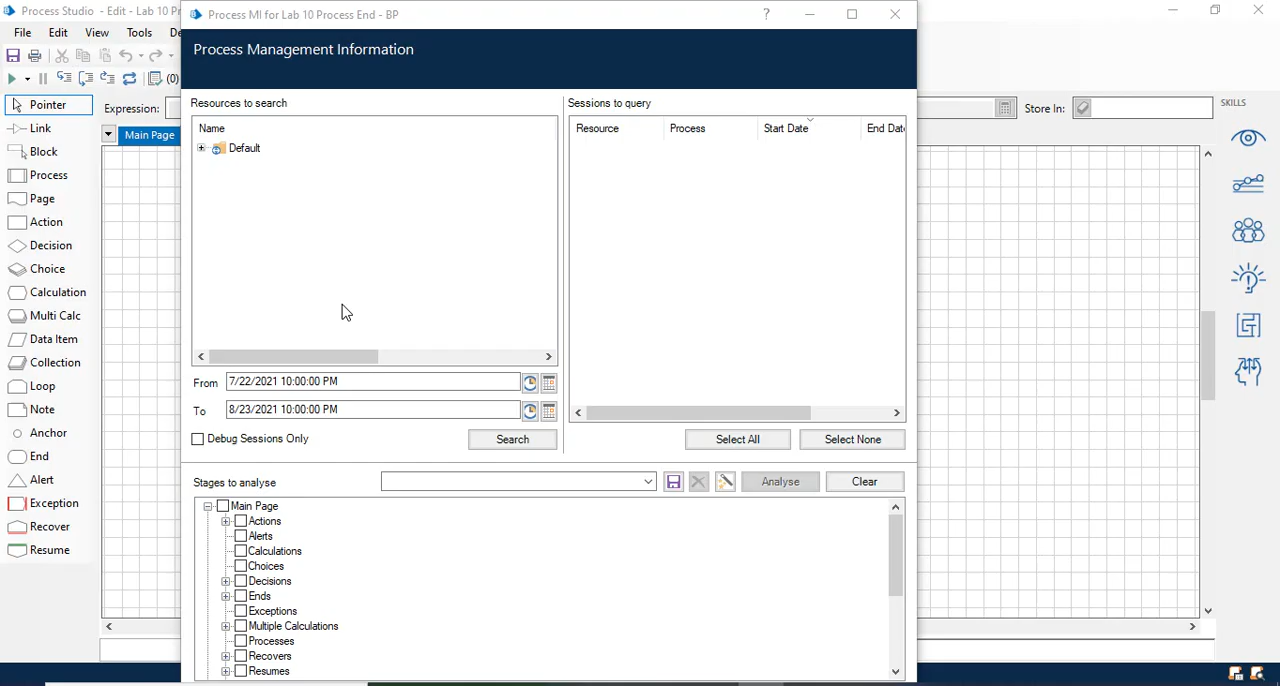 Process Studio - Edit - Lab 10 Pr
Process MI for Lab 10 Process End - BP
File Edit View Tools De
Process Management Information
(0)
Expression:
Store In:
SKILLS
Main Page
Pointer
Link
Block
Process
Page
Action
Decision
Choice
Calculation
Multi Calc
Data Item
Collection
Loop
Note
Anchor
End
Alert
Exception
Recover
Resume
Resources to search
Name
Default
From 7/22/2021 10:00:00 PM
To 8/23/2021 10:00:00 PM
Debug Sessions Only
Search
Sessions to query
Resource Process Start Date End Date
Select All Select None
Stages to analyse
Analyse Clear
Main Page
Actions
Alerts
Calculations
Choices
Decisions
Ends
Exceptions
Multiple Calculations
Processes
Recovers
Resumes